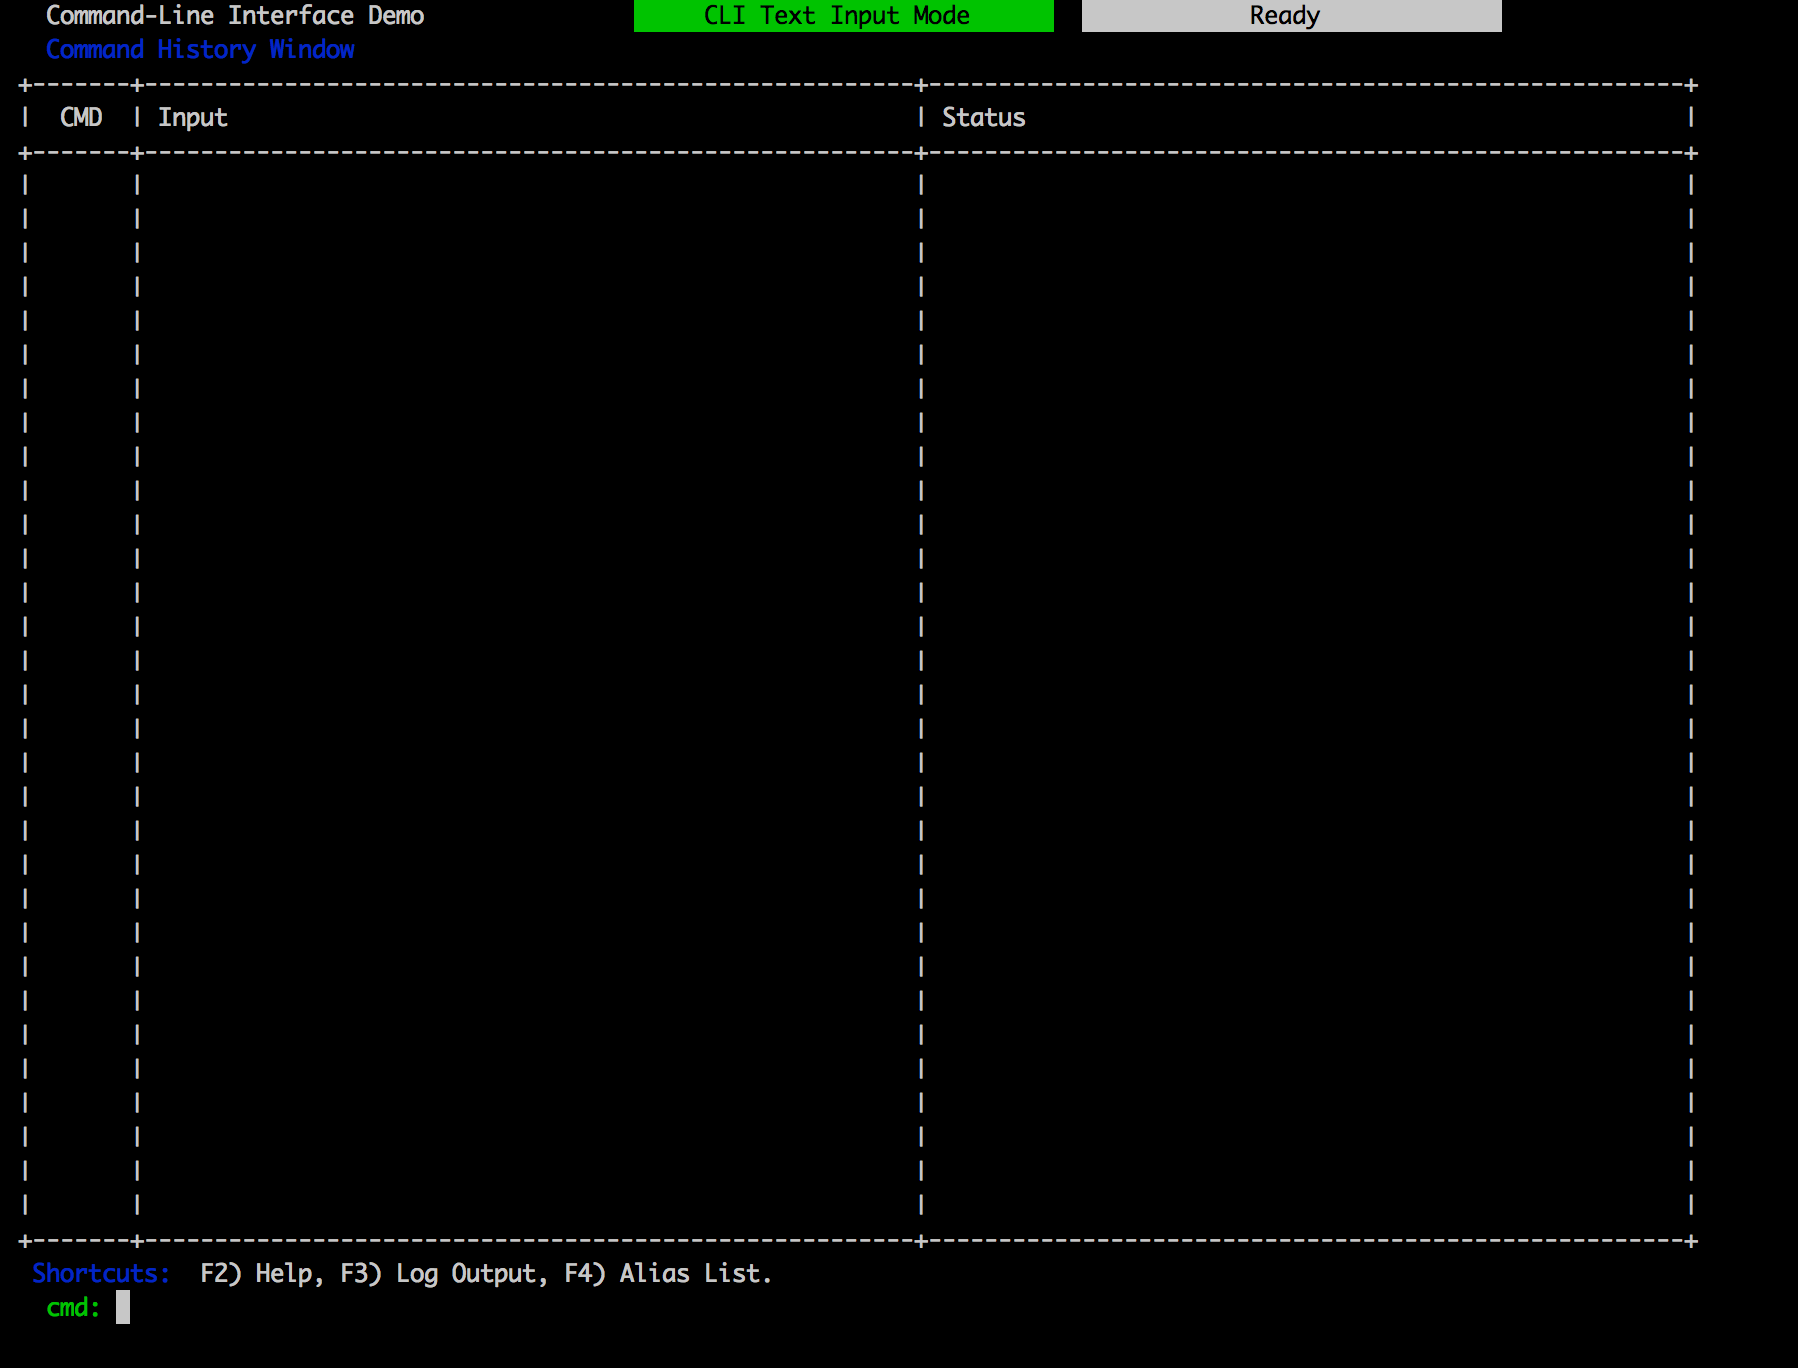 Command-Line Interface Demo CLI Text Input Mode Ready
Command History Window
CMD Input Status
Shortcuts: F2) Help, F3) Log Output, F4) Alias List.
cmd: